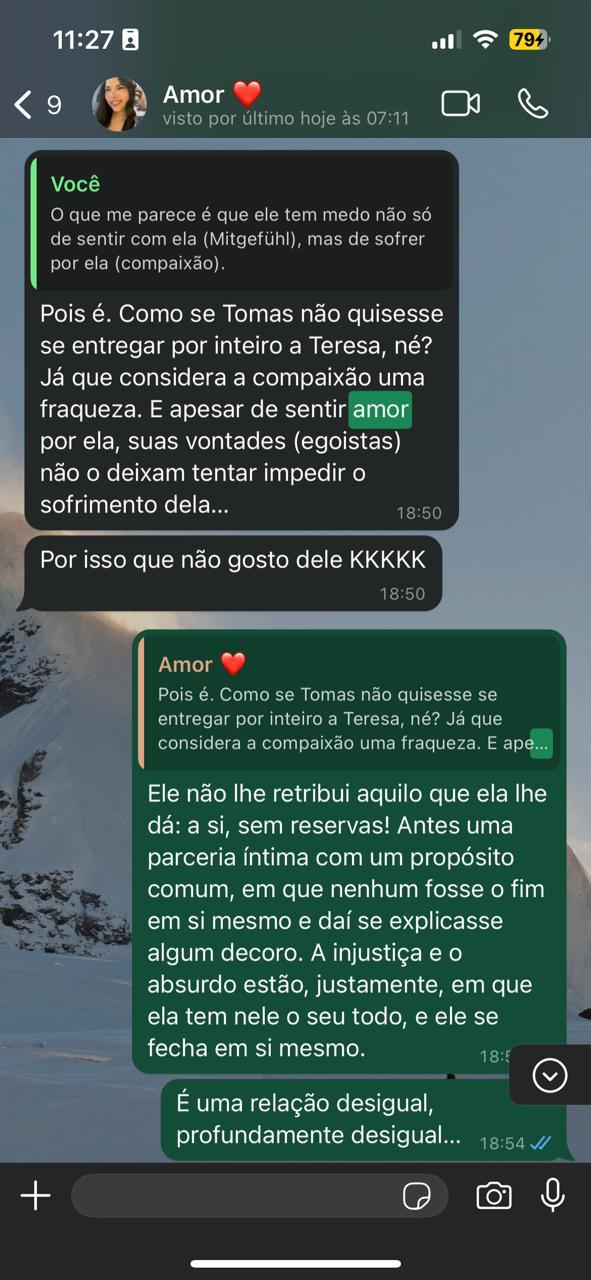 11:27
79
9
Amor ❤️
visto por último hoje às 07:11
Você
O que me parece é que ele tem medo não só
de sentir com ela (Mitgefühl), mas de sofrer
por ela (compaixão).
Pois é. Como se Tomas não quisesse
se entregar por inteiro a Teresa, né?
Já que considera a compaixão uma
fraqueza. E apesar de sentir amor
por ela, suas vontades (egoistas)
não o deixam tentar impedir o
sofrimento dela...
18:50
Por isso que não gosto dele KKKKK
18:50
Amor ❤️
Pois é. Como se Tomas não quisesse se
entregar por inteiro a Teresa, né? Já que
considera a compaixão uma fraqueza. E ape...
Ele não lhe retribui aquilo que ela lhe
dá: a si, sem reservas! Antes uma
parceria íntima com um propósito
comum, em que nenhum fosse o fim
em si mesmo e daí se explicasse
algum decoro. A injustiça e o
absurdo estão, justamente, em que
ela tem nele o seu todo, e ele se
fecha em si mesmo.
É uma relação desigual,
profundamente desigual...
18:54